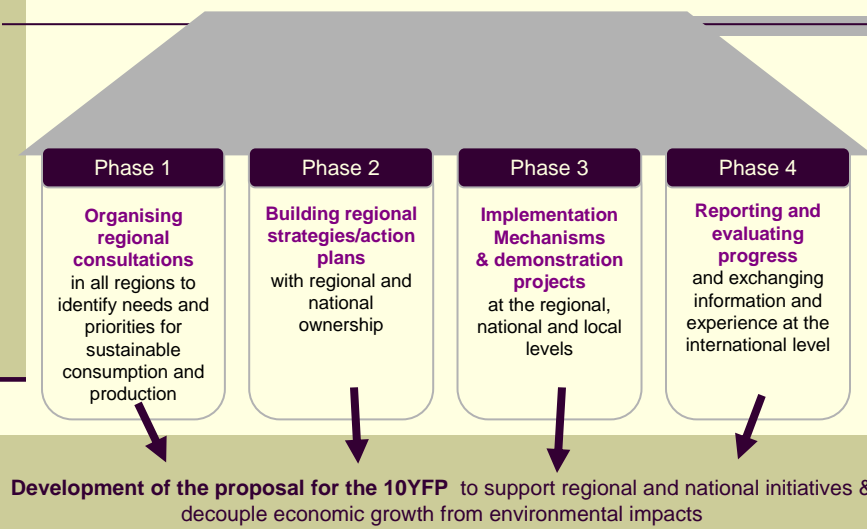 Phase 1
Organising
regional
consultations
in all regions to
identify needs and
priorities for
sustainable
consumption and
production
Phase 2
Building regional
strategies/action
plans
with regional and
national
ownership
Phase 3
Implementation
Mechanisms
& demonstration
projects
at the regional,
national and local
levels
Phase 4
Reporting and
evaluating
progress
and exchanging
information and
experience at the
international level
Development of the proposal for the 10YFP to support regional and national initiatives &
decouple economic growth from environmental impacts